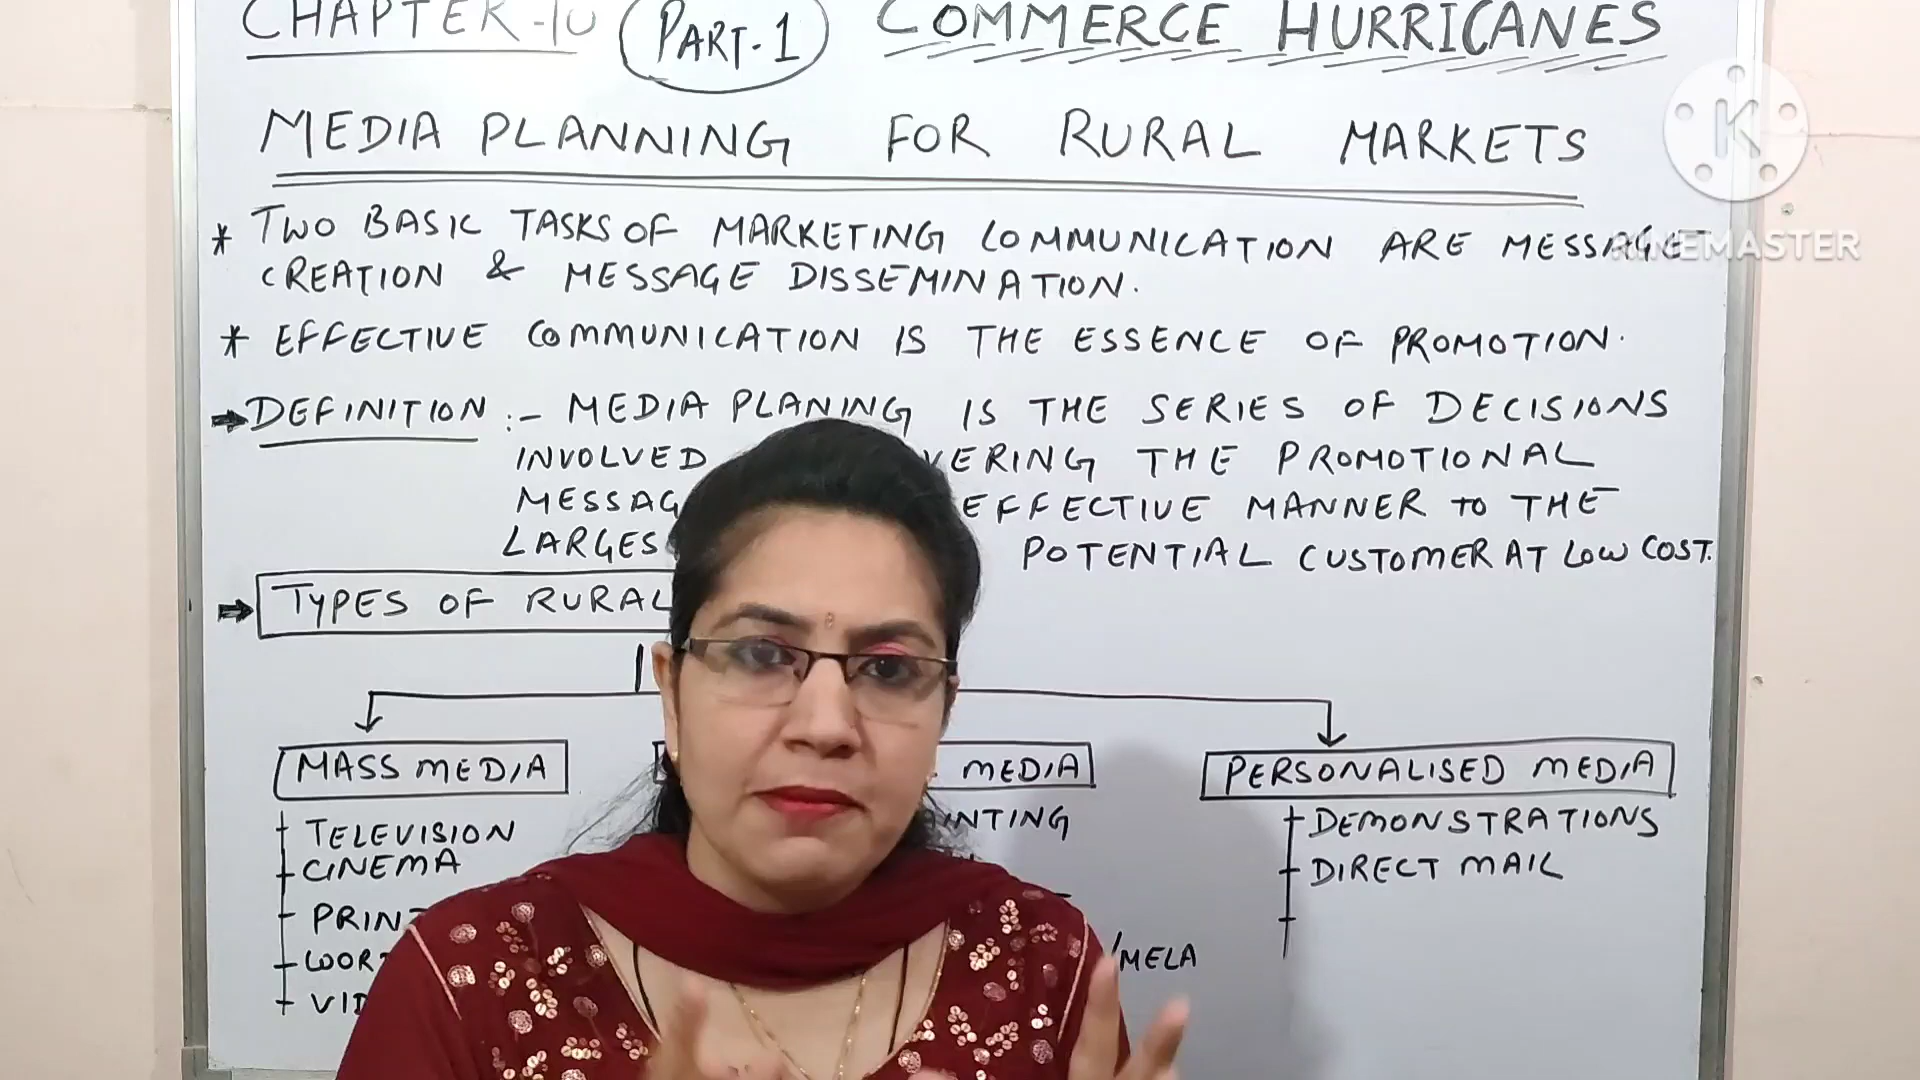 CHAPTER-10 PART-1 COMMERCE HURRICANES
MEDIA PLANNING FOR RURAL MARKETS
* TWO BASIC TASKS OF MARKETING COMMUNICATION ARE MESSAGE
CREATION & MESSAGE DISSEMINATION.
* EFFECTIVE COMMUNICATION IS THE ESSENCE OF PROMOTION.
DEFINITION :- MEDIA PLANING IS THE SERIES OF DECISIONS
INVOLVED THE PROMOTIONAL
EFFECTIVE MANNER TO THE
POTENTIAL CUSTOMER AT LOW COST.
TYPES OF RURAL
MASS MEDIA
TELEVISION
CINEMA
MEDIA
/MELA
PERSONALISED MEDIA
DEMONSTRATIONS
DIRECT MAIL
K
KINEMASTER